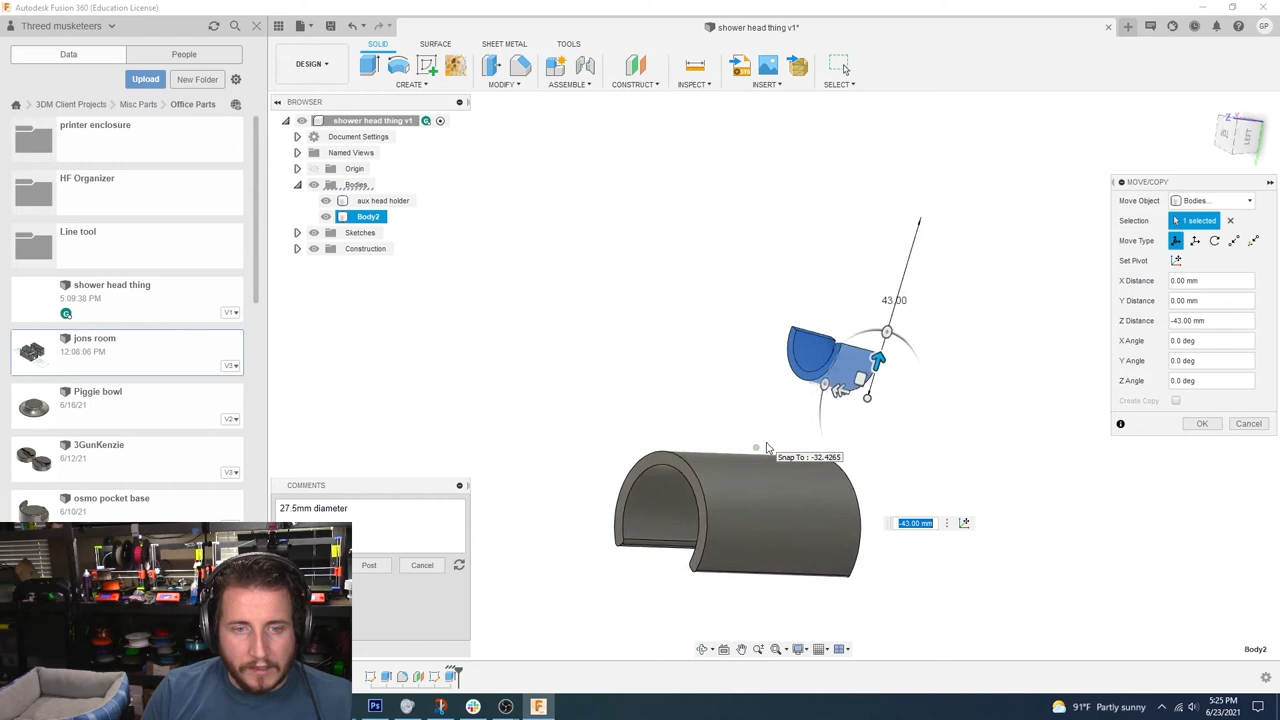 Autodesk Fusion 360 (Education License)
Threed musketeers
shower head thing v1*
GP
Data
People
Upload
New Folder
3DM Client Projects
Misc Parts
Office Parts
printer enclosure
HF Organizer
Line tool
shower head thing
5:09:38 PM
V1
jons room
12:08:06 PM
V3
Piggie bowl
6/16/21
V2
3GunKenzie
6/12/21
V3
osmo pocket base
6/10/21
DESIGN
SOLID
SURFACE
SHEET METAL
TOOLS
CREATE
MODIFY
ASSEMBLE
CONSTRUCT
INSPECT
INSERT
SELECT
BROWSER
shower head thing v1
Document Settings
Named Views
Origin
Bodies
aux head holder
Body2
Sketches
Construction
COMMENTS
27.5mm diameter
Post
Cancel
Z
LEFT
43.00
Snap To : -32.4265
-43.00 mm
MOVE/COPY
Move Object
Bodies...
Selection
1 selected
Move Type
Set Pivot
X Distance
0.00 mm
Y Distance
0.00 mm
Z Distance
-43.00 mm
X Angle
0.0 deg
Y Angle
0.0 deg
Z Angle
0.0 deg
Create Copy
OK
Cancel
Body2
Ps
91°F Partly sunny
5:25 PM
6/23/2021